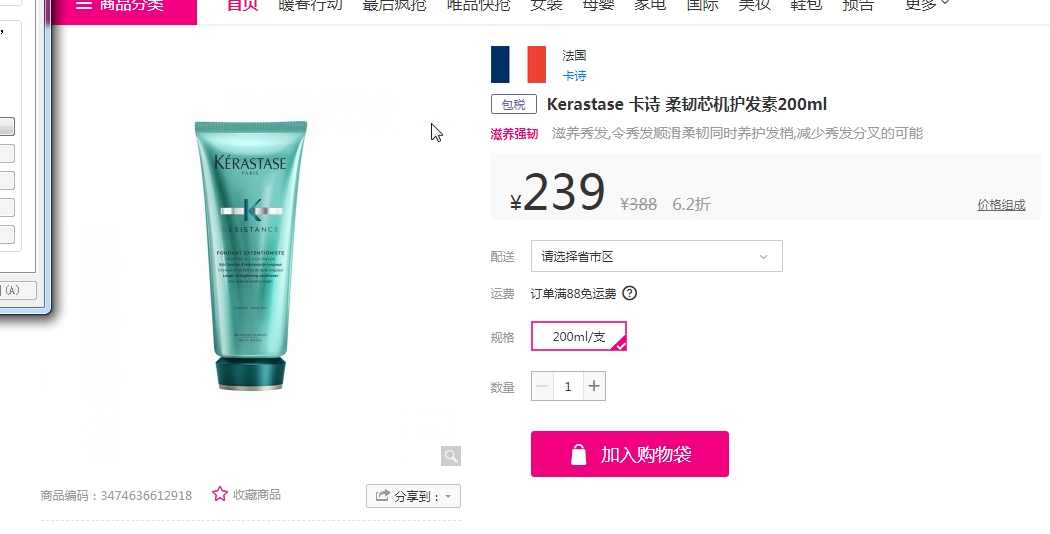 商品分类 首页 暖春行动 最后疯抢 唯品快抢 女装 母婴 家电 国际 美妆 鞋包 预告 更多
法国
卡诗
包税 Kerastase 卡诗 柔韧芯机护发素200ml
滋养强韧 滋养秀发,令秀发顺滑柔韧同时养护发梢,减少秀发分叉的可能
¥239 ¥388 6.2折 价格组成
配送 请选择省市区
运费 订单满88免运费 ?
规格 200ml/支
数量 1
加入购物袋
KÉRASTASE
PARIS
K
RESISTANCE
FONDANT EXTENTIONISTE
(A)
商品编码：3474636612918 收藏商品 分享到：